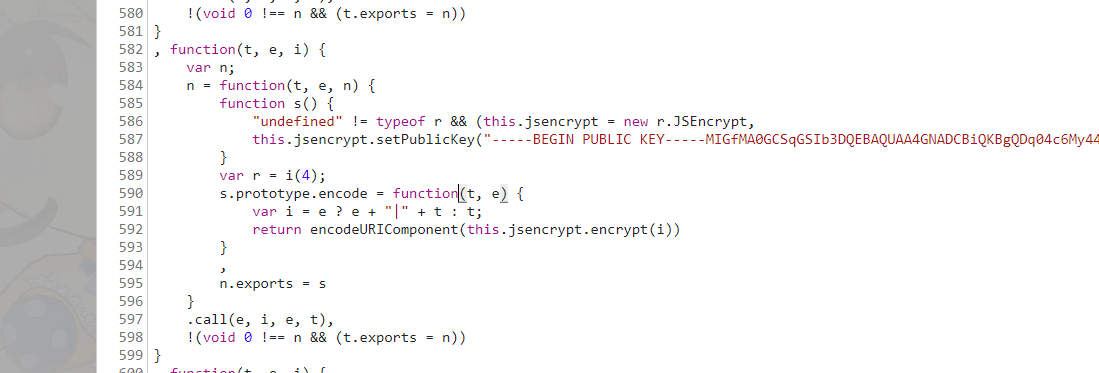 580 !(void 0 !== n && (t.exports = n))
581 }
582 , function(t, e, i) {
583 var n;
584 n = function(t, e, n) {
585 function s() {
586 "undefined" != typeof r && (this.jsencrypt = new r.JSEncrypt,
587 this.jsencrypt.setPublicKey("-----BEGIN PUBLIC KEY-----MIGfMA0GCSqGSIb3DQEBAQUAA4GNADCBiQKBgQDq04c6My44
588 }
589 var r = i(4);
590 s.prototype.encode = function(t, e) {
591 var i = e ? e + "|" + t : t;
592 return encodeURIComponent(this.jsencrypt.encrypt(i))
593 }
594 ,
595 n.exports = s
596 }
597 .call(e, i, e, t),
598 !(void 0 !== n && (t.exports = n))
599 }
600 function(t, e, i) {